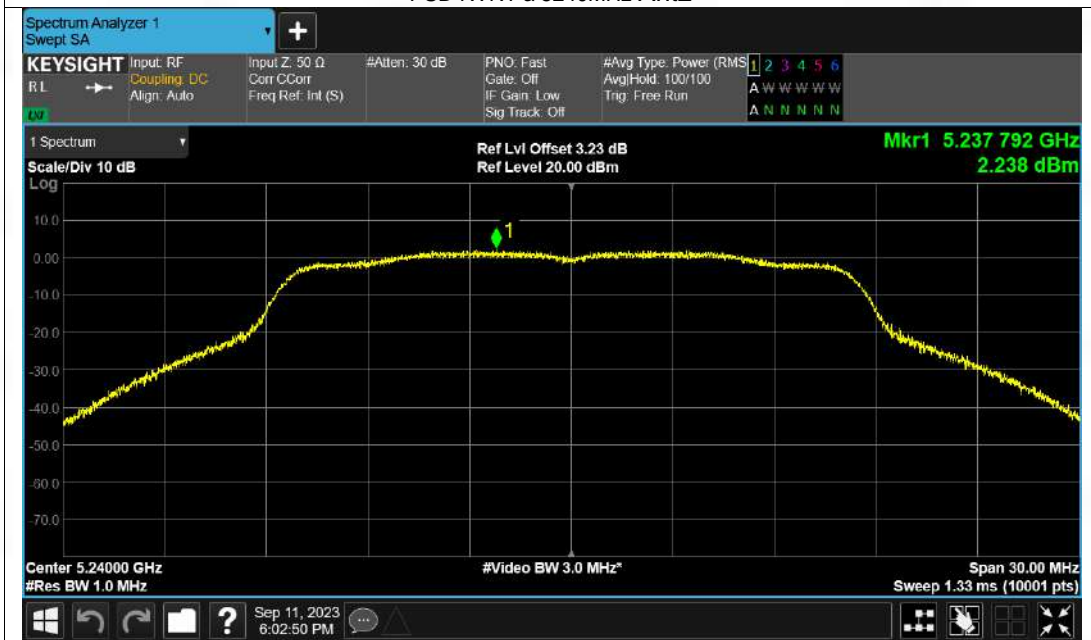 Spectrum Analyzer 1
Swept SA
+
KEYSIGHT
RL
Input: RF
Coupling: DC
Align: Auto
Input Z: 50 Ω
Corr CCorr
Freq Ref: Int (S)
#Atten: 30 dB
PNO: Fast
Gate: Off
IF Gain: Low
Sig Track: Off
#Avg Type: Power (RMS
Avg|Hold: 100/100
Trig: Free Run
1 2 3 4 5 6
A W W W W W
A N N N N N
1 Spectrum
Scale/Div 10 dB
Log
Ref Lvl Offset 3.23 dB
Ref Level 20.00 dBm
Mkr1 5.237 792 GHz
2.238 dBm
10.0
0.00
-10.0
-20.0
-30.0
-40.0
-50.0
-60.0
-70.0
1
Center 5.24000 GHz
#Res BW 1.0 MHz
#Video BW 3.0 MHz*
Span 30.00 MHz
Sweep 1.33 ms (10001 pts)
?
Sep 11, 2023
6:02:50 PM